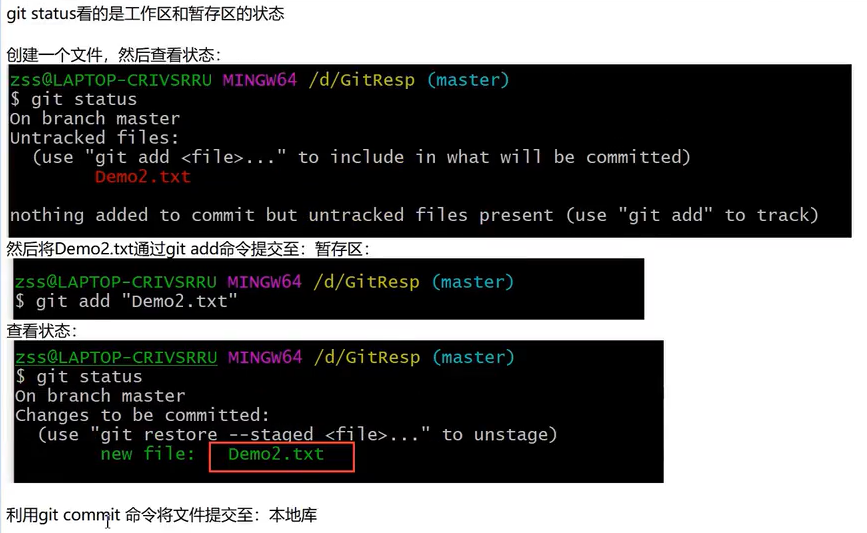 git status看的是工作区和暂存区的状态
创建一个文件，然后查看状态：
zss@LAPTOP-CRIVSRRU MINGW64 /d/GitResp (master)
$ git status
On branch master
Untracked files:
  (use "git add <file>..." to include in what will be committed)
        Demo2.txt
nothing added to commit but untracked files present (use "git add" to track)
然后将Demo2.txt通过git add命令提交至：暂存区：
zss@LAPTOP-CRIVSRRU MINGW64 /d/GitResp (master)
$ git add "Demo2.txt"
查看状态：
zss@LAPTOP-CRIVSRRU MINGW64 /d/GitResp (master)
$ git status
On branch master
Changes to be committed:
  (use "git restore --staged <file>..." to unstage)
        new file:   Demo2.txt
利用git commit 命令将文件提交至：本地库